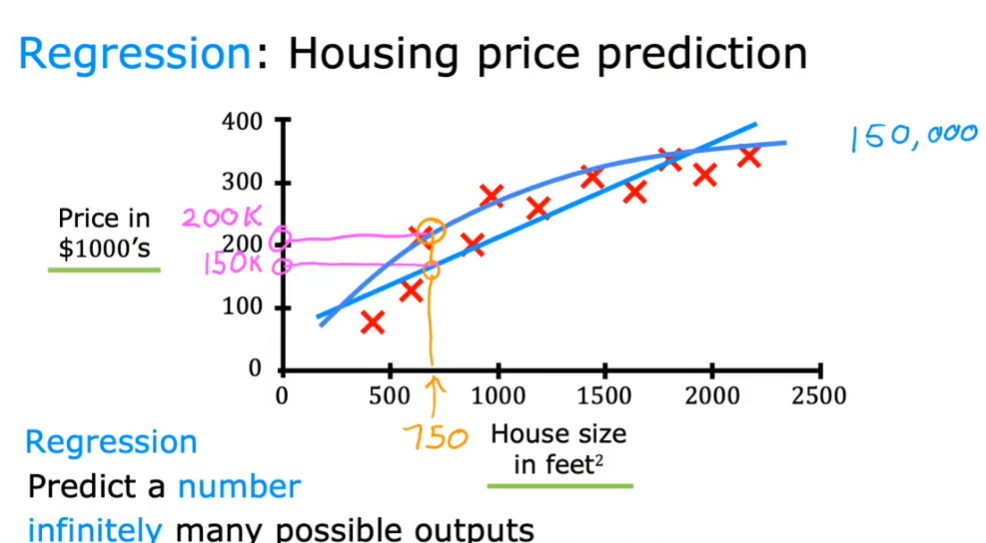 Regression: Housing price prediction
400
150,000
300
Price in
$1000's
200K
200
150K
100
0
0 500 1000 1500 2000 2500
750
House size
in feet²
Regression
Predict a number
infinitely many possible outputs